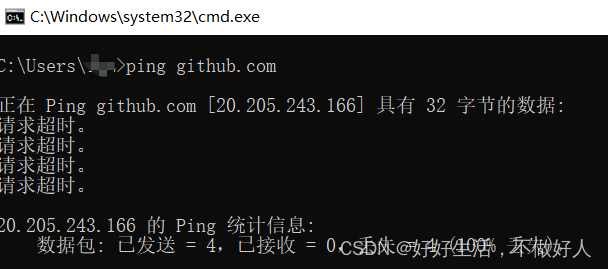 C:\Windows\system32\cmd.exe
C:\Users\>ping github.com
正在 Ping github.com [20.205.243.166] 具有 32 字节的数据:
请求超时。
请求超时。
请求超时。
请求超时。
20.205.243.166 的 Ping 统计信息:
数据包: 已发送 = 4，已接收 = 0，丢失 = 4 (100% 丢失)，
CSDN @好好生活，不做好人